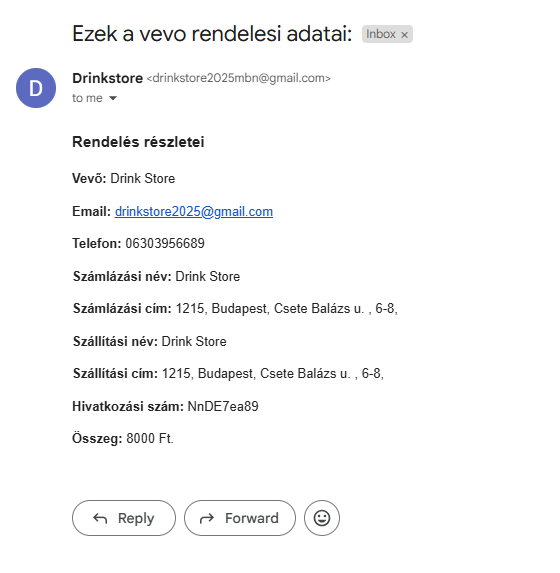 Ezek a vevo rendelesi adatai:
Inbox ×
D
Drinkstore <drinkstore2025mbn@gmail.com>
to me
Rendelés részletei
Vevő: Drink Store
Email: drinkstore2025@gmail.com
Telefon: 06303956689
Számlázási név: Drink Store
Számlázási cím: 1215, Budapest, Csete Balázs u. , 6-8,
Szállítási név: Drink Store
Szállítási cím: 1215, Budapest, Csete Balázs u. , 6-8,
Hivatkozási szám: NnDE7ea89
Összeg: 8000 Ft.
Reply
Forward